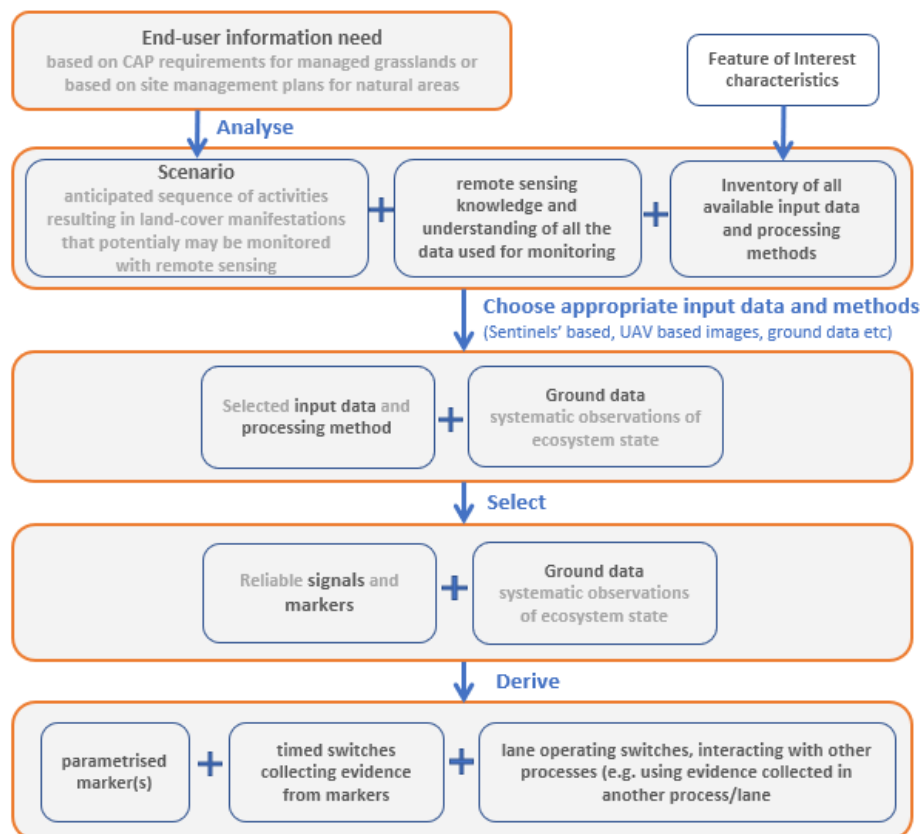 End-user information need
based on CAP requirements for managed grasslands or
based on site management plans for natural areas
Feature of Interest
characteristics
Analyse
Scenario
anticipated sequence of activities
resulting in land-cover manifestations
that potentialy may be monitored
with remote sensing
+
remote sensing
knowledge and
understanding of all the
data used for monitoring
+
Inventory of all
available input data
and processing
methods
Choose appropriate input data and methods
(Sentinels' based, UAV based images, ground data etc)
Selected input data and
processing method
+
Ground data
systematic observations of
ecosystem state
Select
Reliable signals and
markers
+
Ground data
systematic observations
of ecosystem state
Derive
parametrised
marker(s)
+
timed switches
collecting evidence
from markers
+
lane operating switches, interacting with other
processes (e.g. using evidence collected in
another process/lane